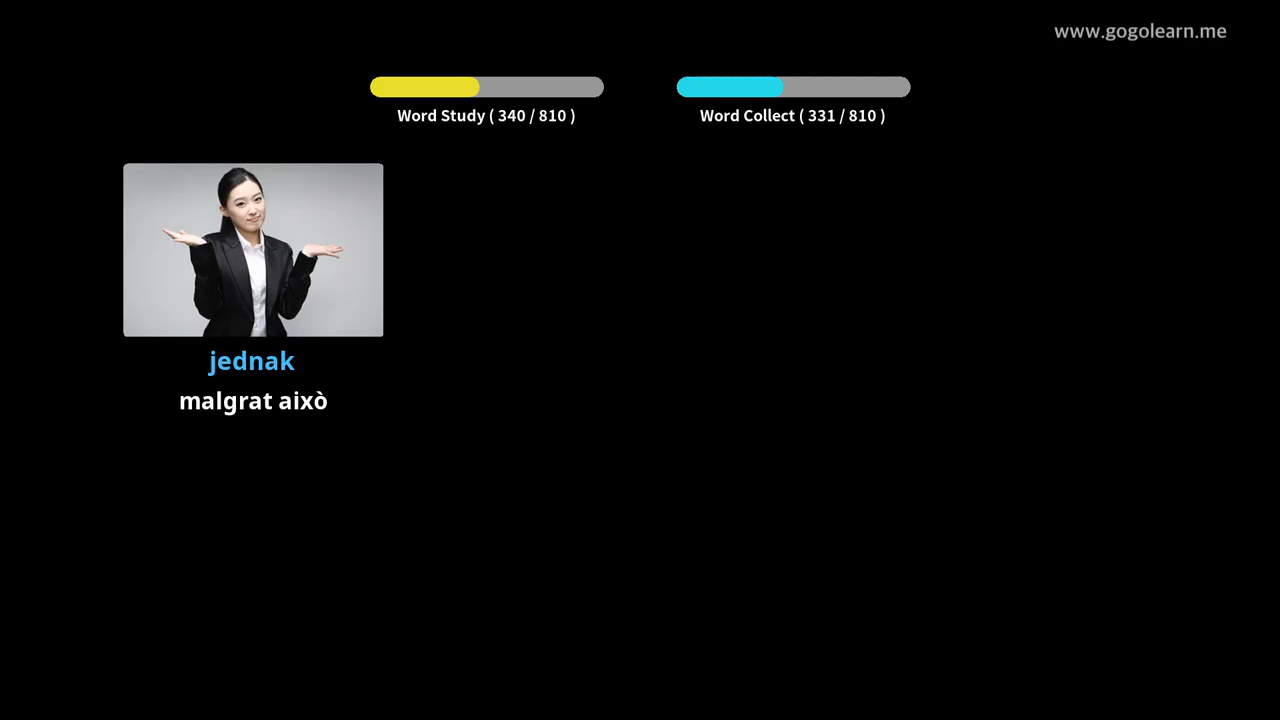 www.gogolearn.me
Word Study ( 340 / 810 )
Word Collect ( 331 / 810 )
jednak
malgrat això